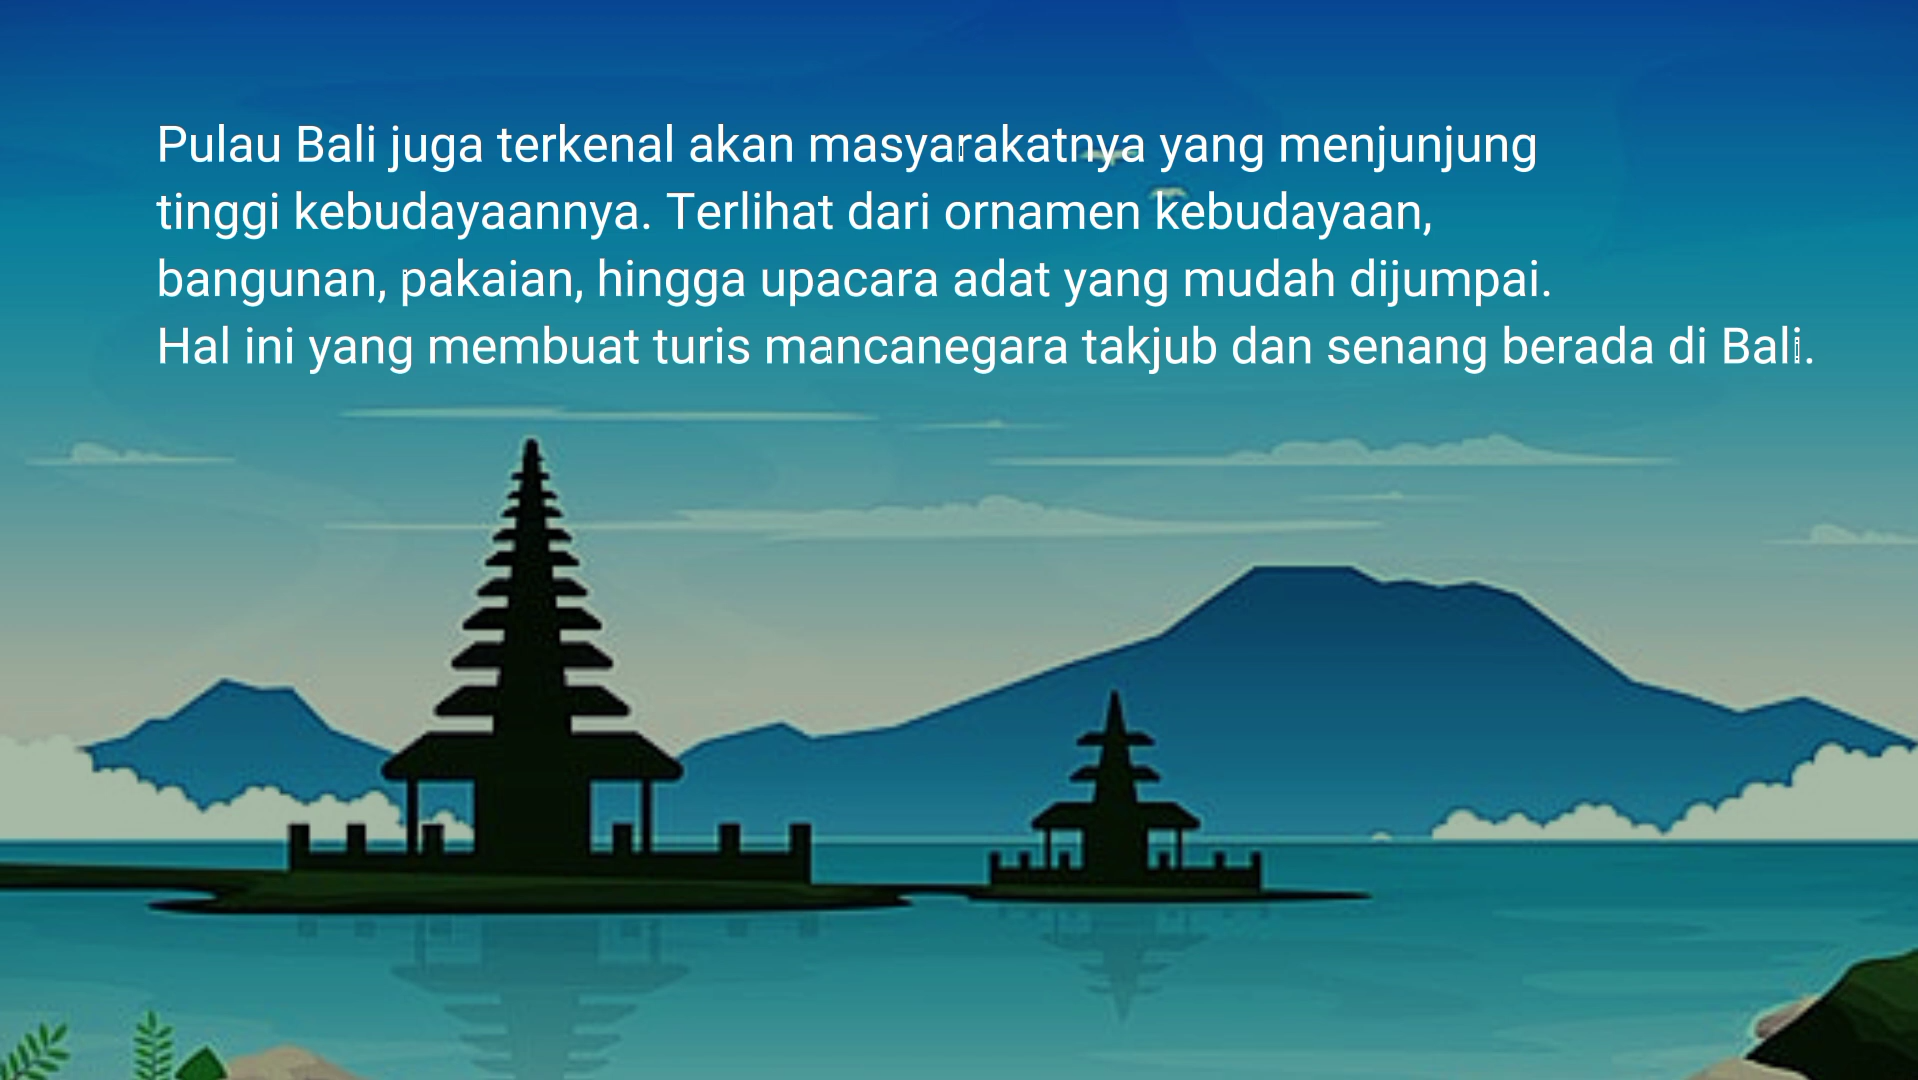 Pulau Bali juga terkenal akan masyarakatnya yang menjunjung
tinggi kebudayaannya. Terlihat dari ornamen kebudayaan,
bangunan, pakaian, hingga upacara adat yang mudah dijumpai.
Hal ini yang membuat turis mancanegara takjub dan senang berada di Bali.